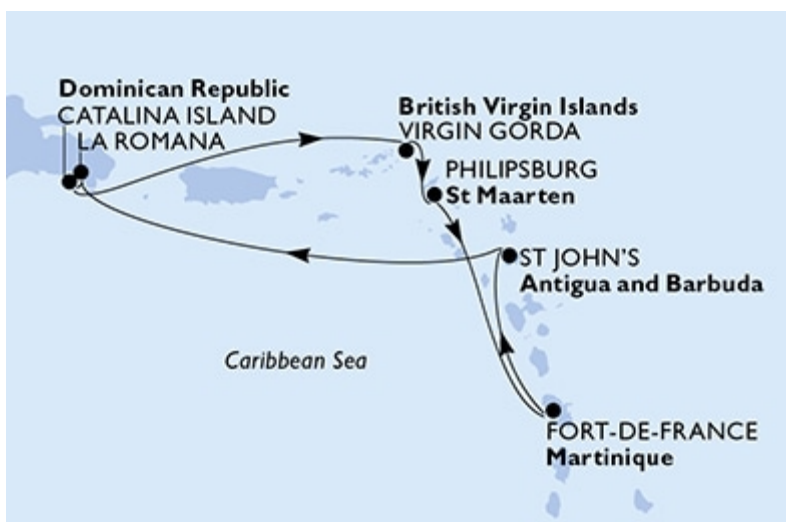 Dominican Republic
CATALINA ISLAND
LA ROMANA
British Virgin Islands
VIRGIN GORDA
PHILIPSBURG
St Maarten
ST JOHN'S
Antigua and Barbuda
Caribbean Sea
FORT-DE-FRANCE
Martinique